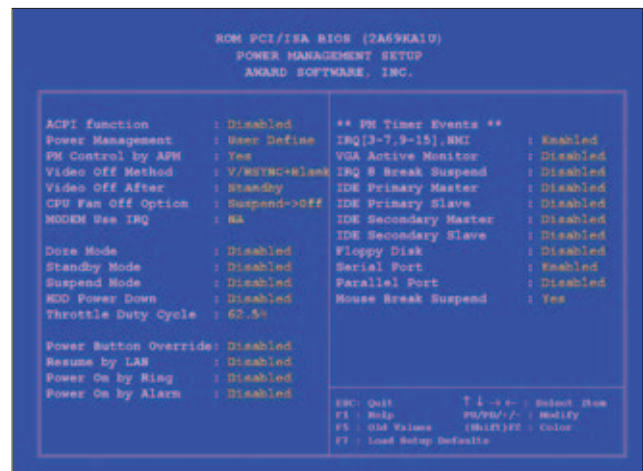 ROM PCI/ISA BIOS (2A69KA1U)
POWER MANAGEMENT SETUP
AWARD SOFTWARE, INC.
ACPI function : Disabled
Power Management : User Define
PM Control by APM : Yes
Video Off Method : V/HSYNC+Blank
Video Off After : Standby
CPU Fan Off Option : Suspend->Off
MODEM Use IRQ : NA
Doze Mode : Disabled
Standby Mode : Disabled
Suspend Mode : Disabled
HDD Power Down : Disabled
Throttle Duty Cycle : 62.5%
Power Button Override: Disabled
Resume by LAN : Disabled
Power On by Ring : Disabled
Power On by Alarm : Disabled
** PM Timer Events **
IRQ[3-7,9-15],NMI : Enabled
VGA Active Monitor : Disabled
IRQ 8 Break Suspend : Disabled
IDE Primary Master : Disabled
IDE Primary Slave : Disabled
IDE Secondary Master : Disabled
IDE Secondary Slave : Disabled
Floppy Disk : Disabled
Serial Port : Enabled
Parallel Port : Disabled
Mouse Break Suspend : Yes
ESC: Quit ↑ ↓ → ← : Select Item
F1 : Help PU/PD/+/- : Modify
F5 : Old Values (Shift)F2 : Color
F7 : Load Setup Defaults